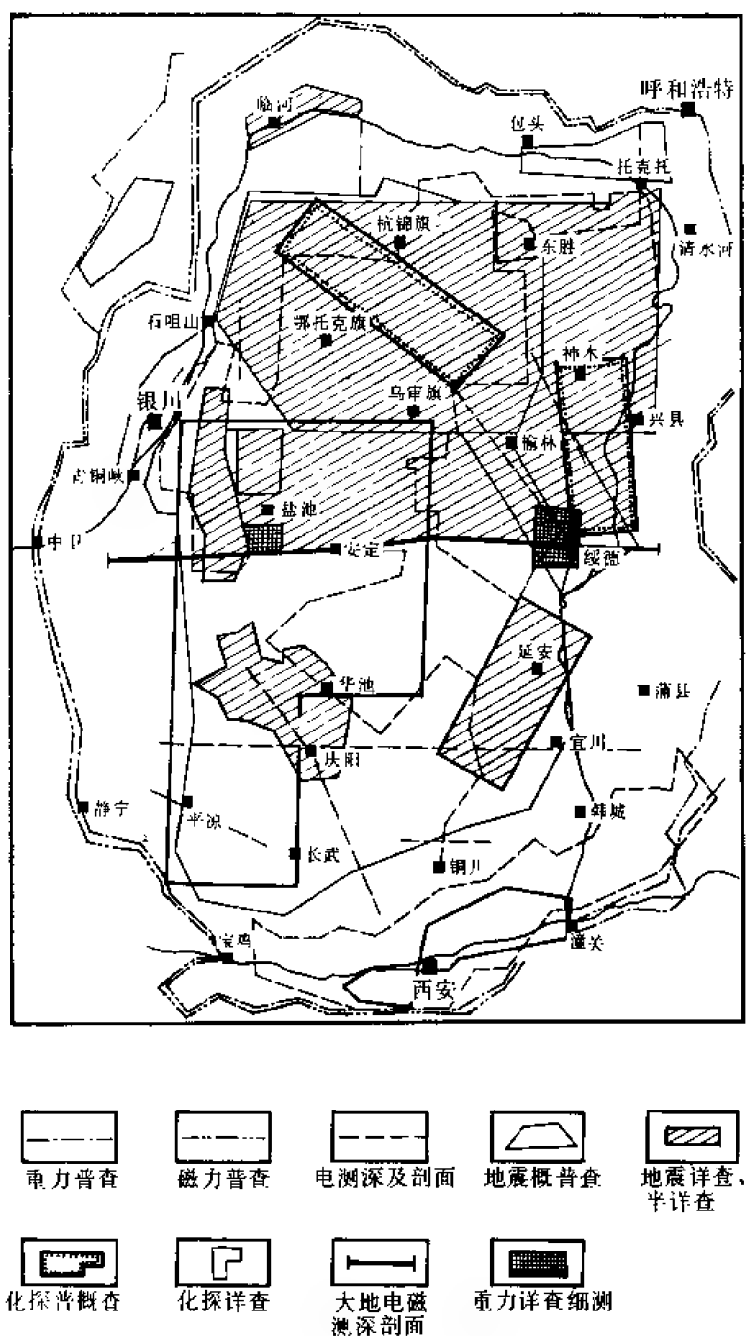 呼和浩特
临河
包头
托克托
杭锦旗
东胜
清水河
石咀山
鄂托克旗
神木
银川
乌审旗
兴县
榆林
青铜峡
盐池
中卫
安定
绥德
延安
华池
蒲县
宜川
庆阳
静宁
平凉
韩城
长武
铜川
宝鸡
潼关
西安
重力普查
磁力普查
电测深及剖面
地震概普查
地震详查、
半详查
化探普概查
化探详查
大地电磁
测深剖面
重力详查细测